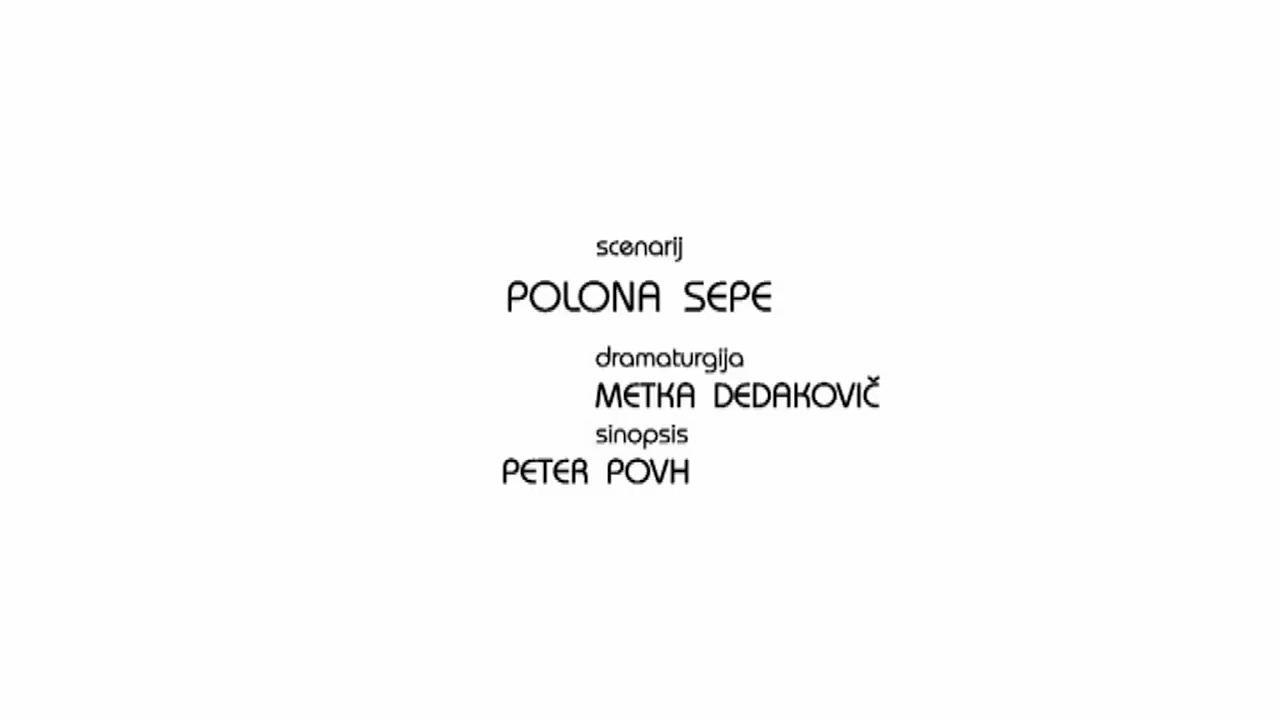 scenarij
POLONA SEPE
dramaturgija
METKA DEDAKOVIČ
sinopsis
PETER POVH